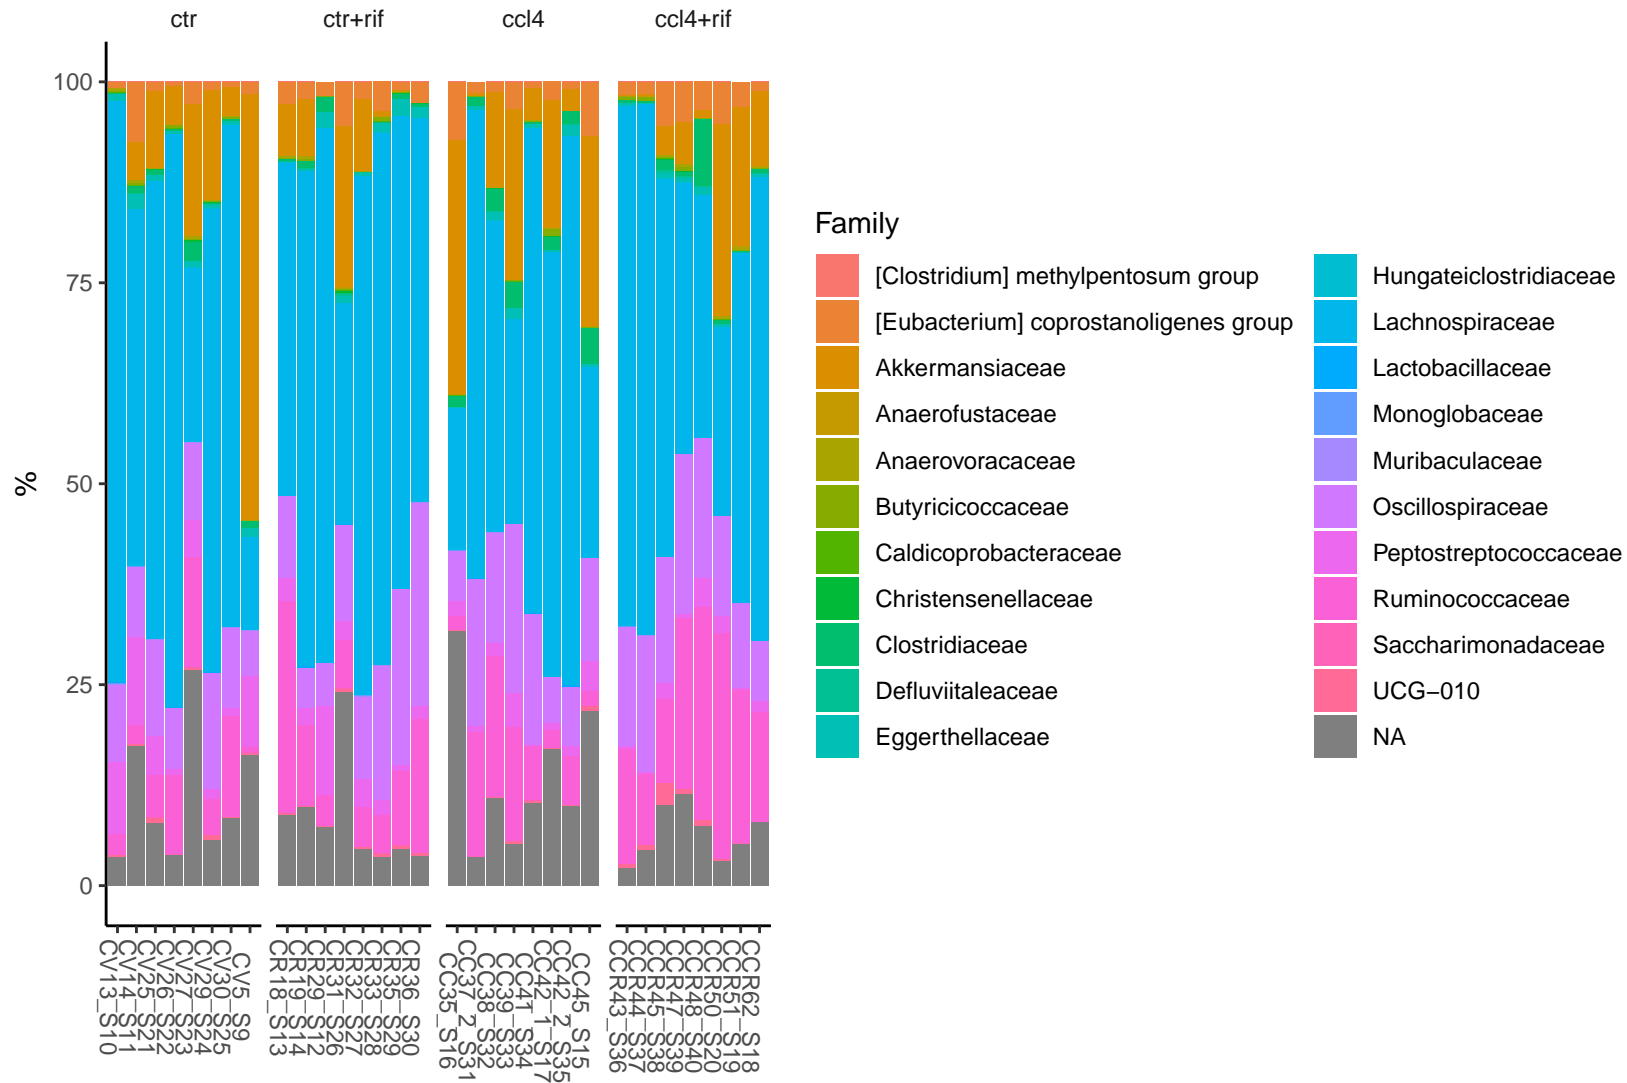 ctr
ctr+rif
ccl4
ccl4+rif
100
75
50
25
0
%
CV13_S10
CV14_S11
CV25_S21
CV26_S22
CV27_S23
CV29_S24
CV30_S25
CV5_S9
CR18_S13
CR19_S14
CR29_S12
CR31_S26
CR32_S27
CR33_S28
CR35_S29
CR36_S30
CC35_S16
CC37_2_S31
CC38_S32
CC39_S33
CC41_S34
CC42_1_S17
CC42_2_S35
CC45_S15
CCR43_S36
CCR44_S37
CCR45_S38
CCR47_S39
CCR48_S40
CCR50_S20
CCR51_S19
CCR62_S18
Family
[Clostridium] methylpentosum group
[Eubacterium] coprostanoligenes group
Akkermansiaceae
Anaerofustaceae
Anaerovoracaceae
Butyricicoccaceae
Caldicoprobacteraceae
Christensenellaceae
Clostridiaceae
Defluviitaleaceae
Eggerthellaceae
Hungateiclostridiaceae
Lachnospiraceae
Lactobacillaceae
Monoglobaceae
Muribaculaceae
Oscillospiraceae
Peptostreptococcaceae
Ruminococcaceae
Saccharimonadaceae
UCG−010
NA